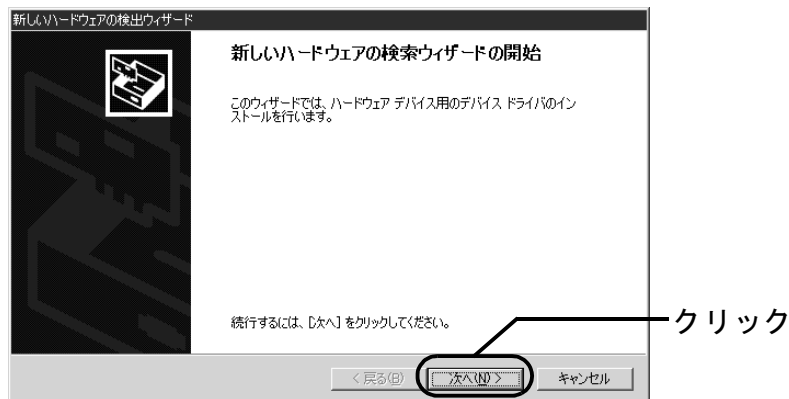 新しいハードウェアの検出ウィザード
新しいハードウェアの検索ウィザードの開始
このウィザードでは、ハードウェア デバイス用のデバイス ドライバのイン
ストールを行います。
続行するには、[次へ] をクリックしてください。
クリック
< 戻る(B)
次へ(N) >
キャンセル